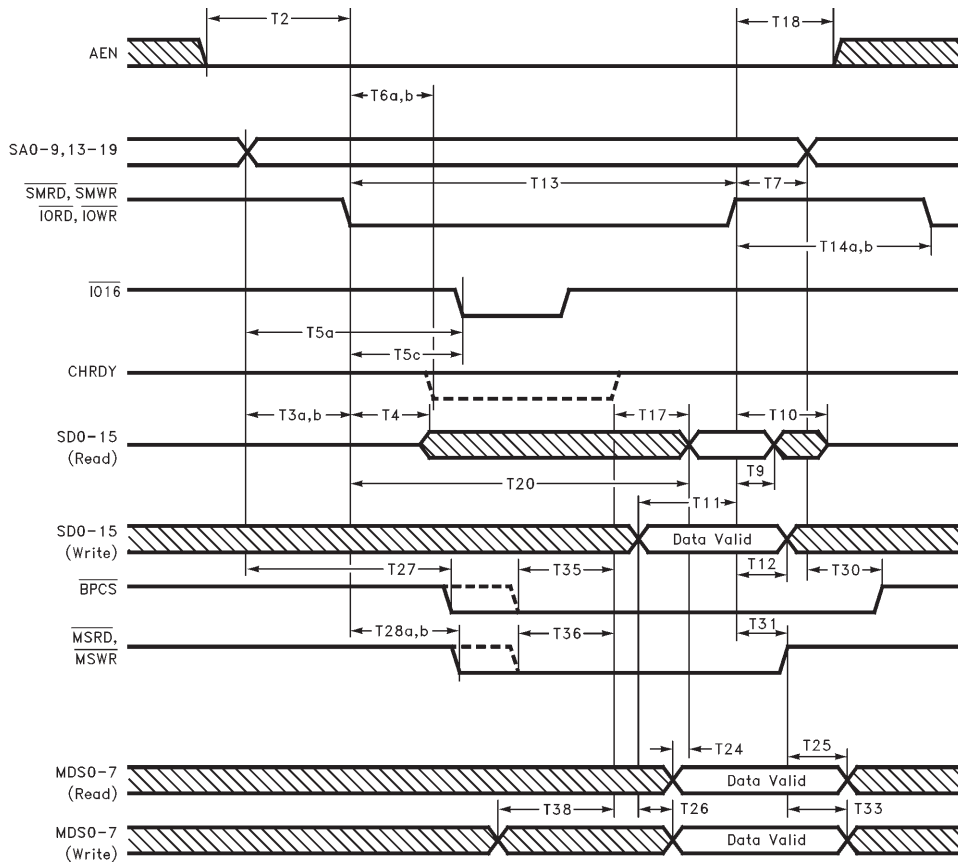 T2
T18
AEN
T6a,b
SA0-9,13-19
T13
T7
SMRD, SMWR
IORD, IOWR
T14a,b
IO16
T5a
T5c
CHRDY
T3a,b
T4
T17
T10
SD0-15
(Read)
T9
T20
T11
SD0-15
(Write)
Data Valid
T12
T27
T35
T30
BPCS
T28a,b
T36
T31
MSRD,
MSWR
T24
T25
MDS0-7
(Read)
Data Valid
T38
T26
T33
MDS0-7
(Write)
Data Valid